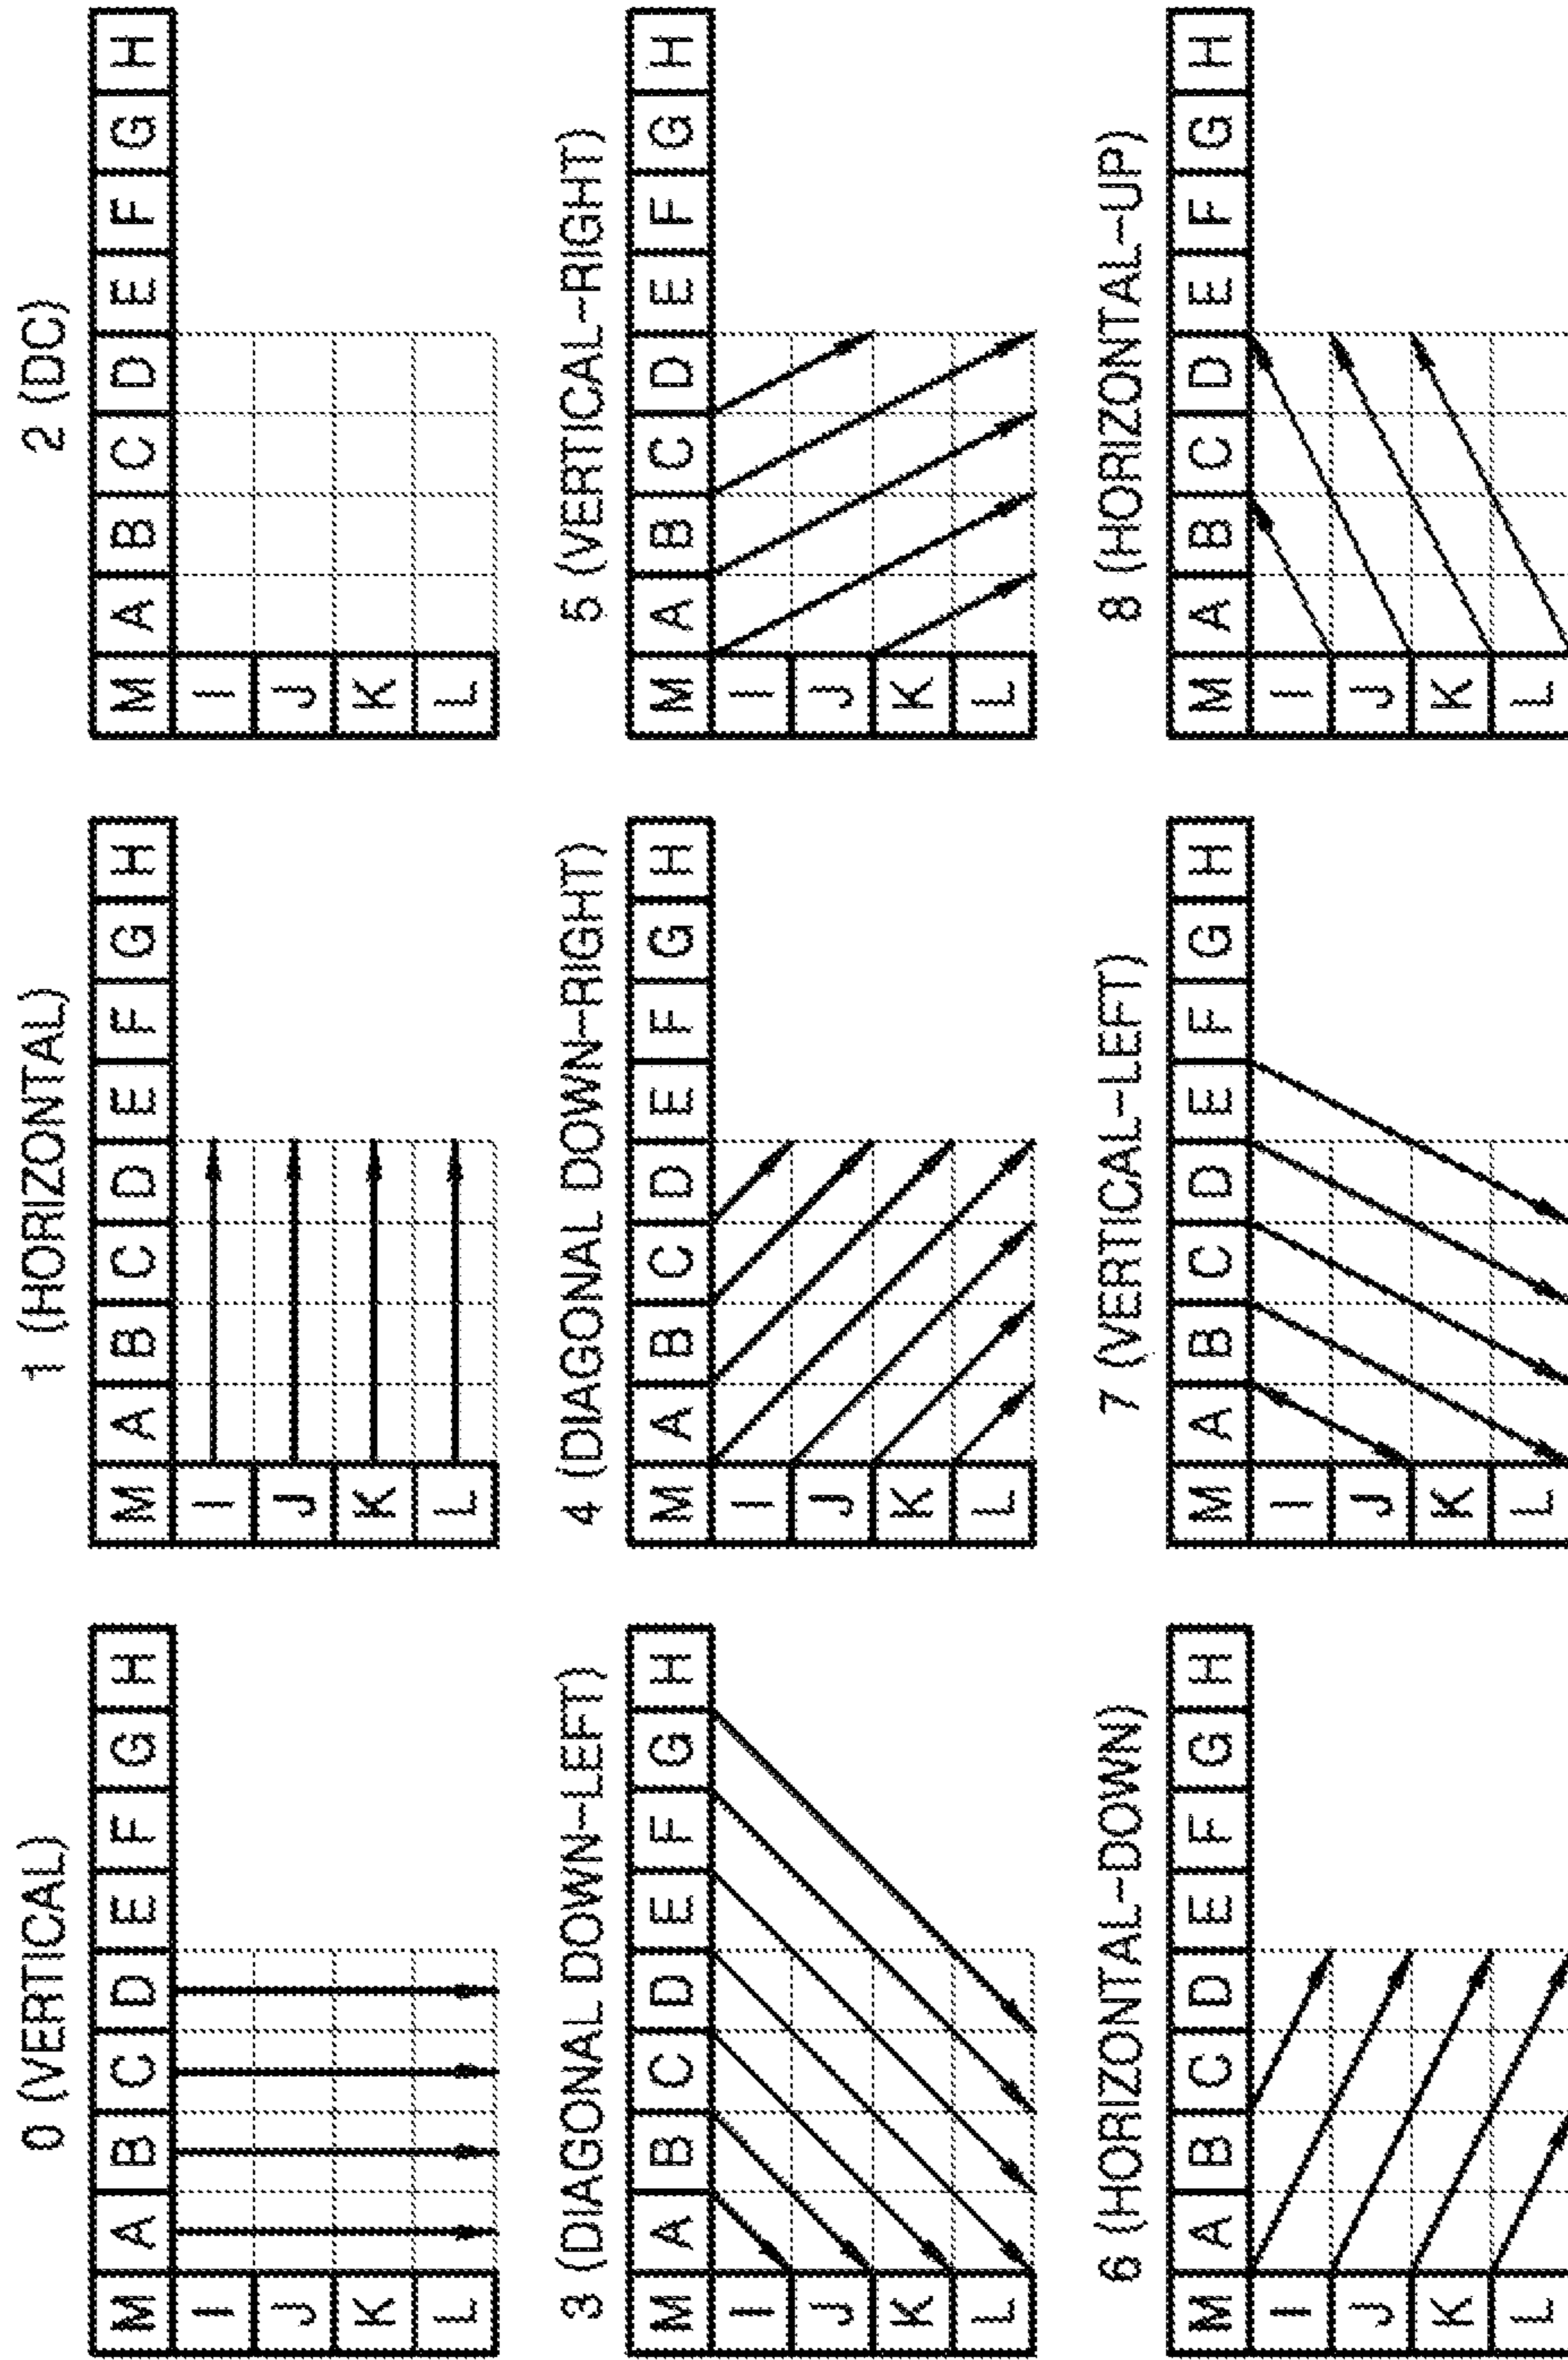 0 (VERTICAL)
M A B C D E F G H
I
J
K
L
1 (HORIZONTAL)
M A B C D E F G H
I
J
K
L
2 (DC)
M A B C D E F G H
I
J
K
L
3 (DIAGONAL DOWN-LEFT)
M A B C D E F G H
I
J
K
L
4 (DIAGONAL DOWN-RIGHT)
M A B C D E F G H
I
J
K
L
5 (VERTICAL-RIGHT)
M A B C D E F G H
I
J
K
L
6 (HORIZONTAL-DOWN)
M A B C D E F G H
I
J
K
L
7 (VERTICAL-LEFT)
M A B C D E F G H
I
J
K
L
8 (HORIZONTAL-UP)
M A B C D E F G H
I
J
K
L